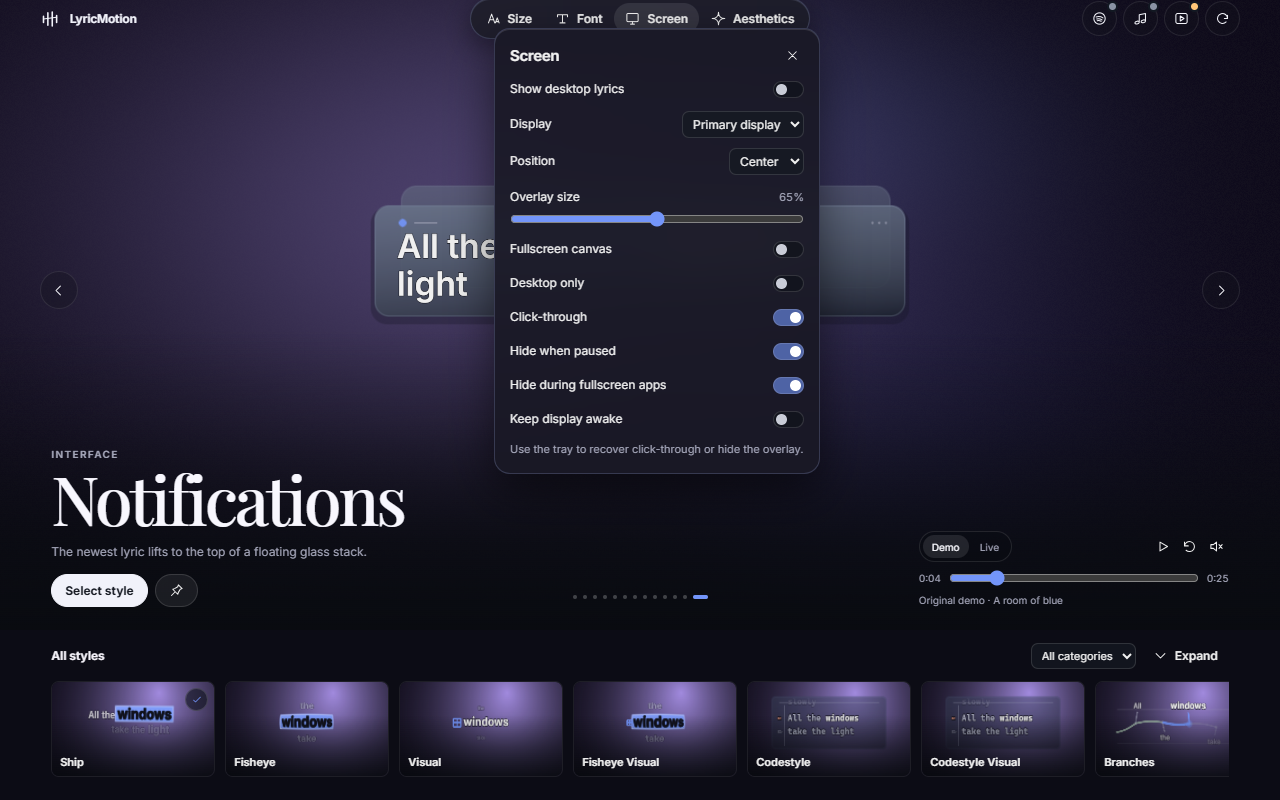 LyricMotion
Size
Font
Screen
Aesthetics
Screen
Show desktop lyrics
Display
Primary display
Position
Center
Overlay size
65%
Fullscreen canvas
Desktop only
Click-through
Hide when paused
Hide during fullscreen apps
Keep display awake
Use the tray to recover click-through or hide the overlay.
All the
light
INTERFACE
Notifications
The newest lyric lifts to the top of a floating glass stack.
Select style
Demo
Live
0:04
0:25
Original demo · A room of blue
All styles
All categories
Expand
All the windows
take the light
Ship
the
windows
take
Fisheye
windows
Visual
the
windows
take
Fisheye Visual
All the windows
take the light
Codestyle
All the windows
take the light
Codestyle Visual
All
windows
the
take
Branches